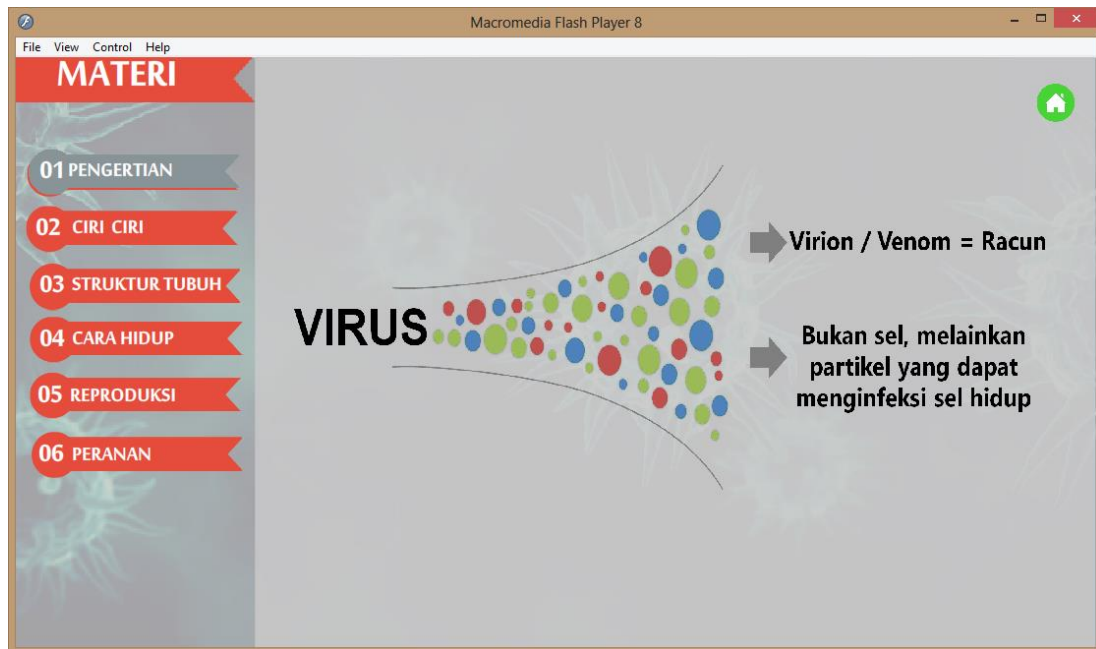 Macromedia Flash Player 8
File View Control Help
MATERI
01 PENGERTIAN
02 CIRI CIRI
03 STRUKTUR TUBUH
04 CARA HIDUP
05 REPRODUKSI
06 PERANAN
VIRUS
Virion / Venom = Racun
Bukan sel, melainkan
partikel yang dapat
menginfeksi sel hidup